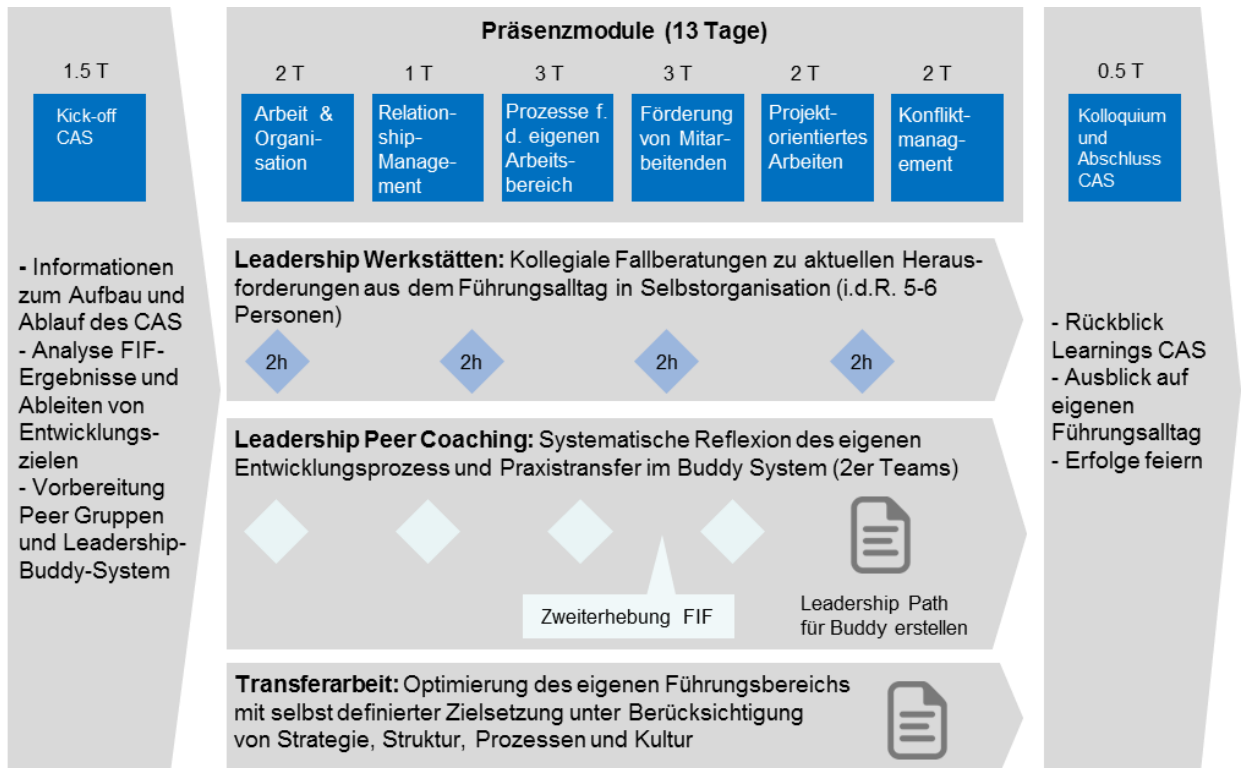 1.5 T
Kick-off
CAS
- Informationen
zum Aufbau und
Ablauf des CAS
- Analyse FIF-
Ergebnisse und
Ableiten von
Entwicklungs-
zielen
- Vorbereitung
Peer Gruppen
und Leadership-
Buddy-System
Präsenzmodule (13 Tage)
2 T
Arbeit &
Organi-
sation
1 T
Relation-
ship-
Manage-
ment
3 T
Prozesse f.
d. eigenen
Arbeits-
bereich
3 T
Förderung
von Mitar-
beitenden
2 T
Projekt-
orientiertes
Arbeiten
2 T
Konflikt-
manag-
ement
Leadership Werkstätten: Kollegiale Fallberatungen zu aktuellen Heraus-
forderungen aus dem Führungsalltag in Selbstorganisation (i.d.R. 5-6
Personen)
2h
2h
2h
2h
Leadership Peer Coaching: Systematische Reflexion des eigenen
Entwicklungsprozess und Praxistransfer im Buddy System (2er Teams)
Zweiterhebung FIF
Leadership Path
für Buddy erstellen
Transferarbeit: Optimierung des eigenen Führungsbereichs
mit selbst definierter Zielsetzung unter Berücksichtigung
von Strategie, Struktur, Prozessen und Kultur
0.5 T
Kolloquium
und
Abschluss
CAS
- Rückblick
Learnings CAS
- Ausblick auf
eigenen
Führungsalltag
- Erfolge feiern